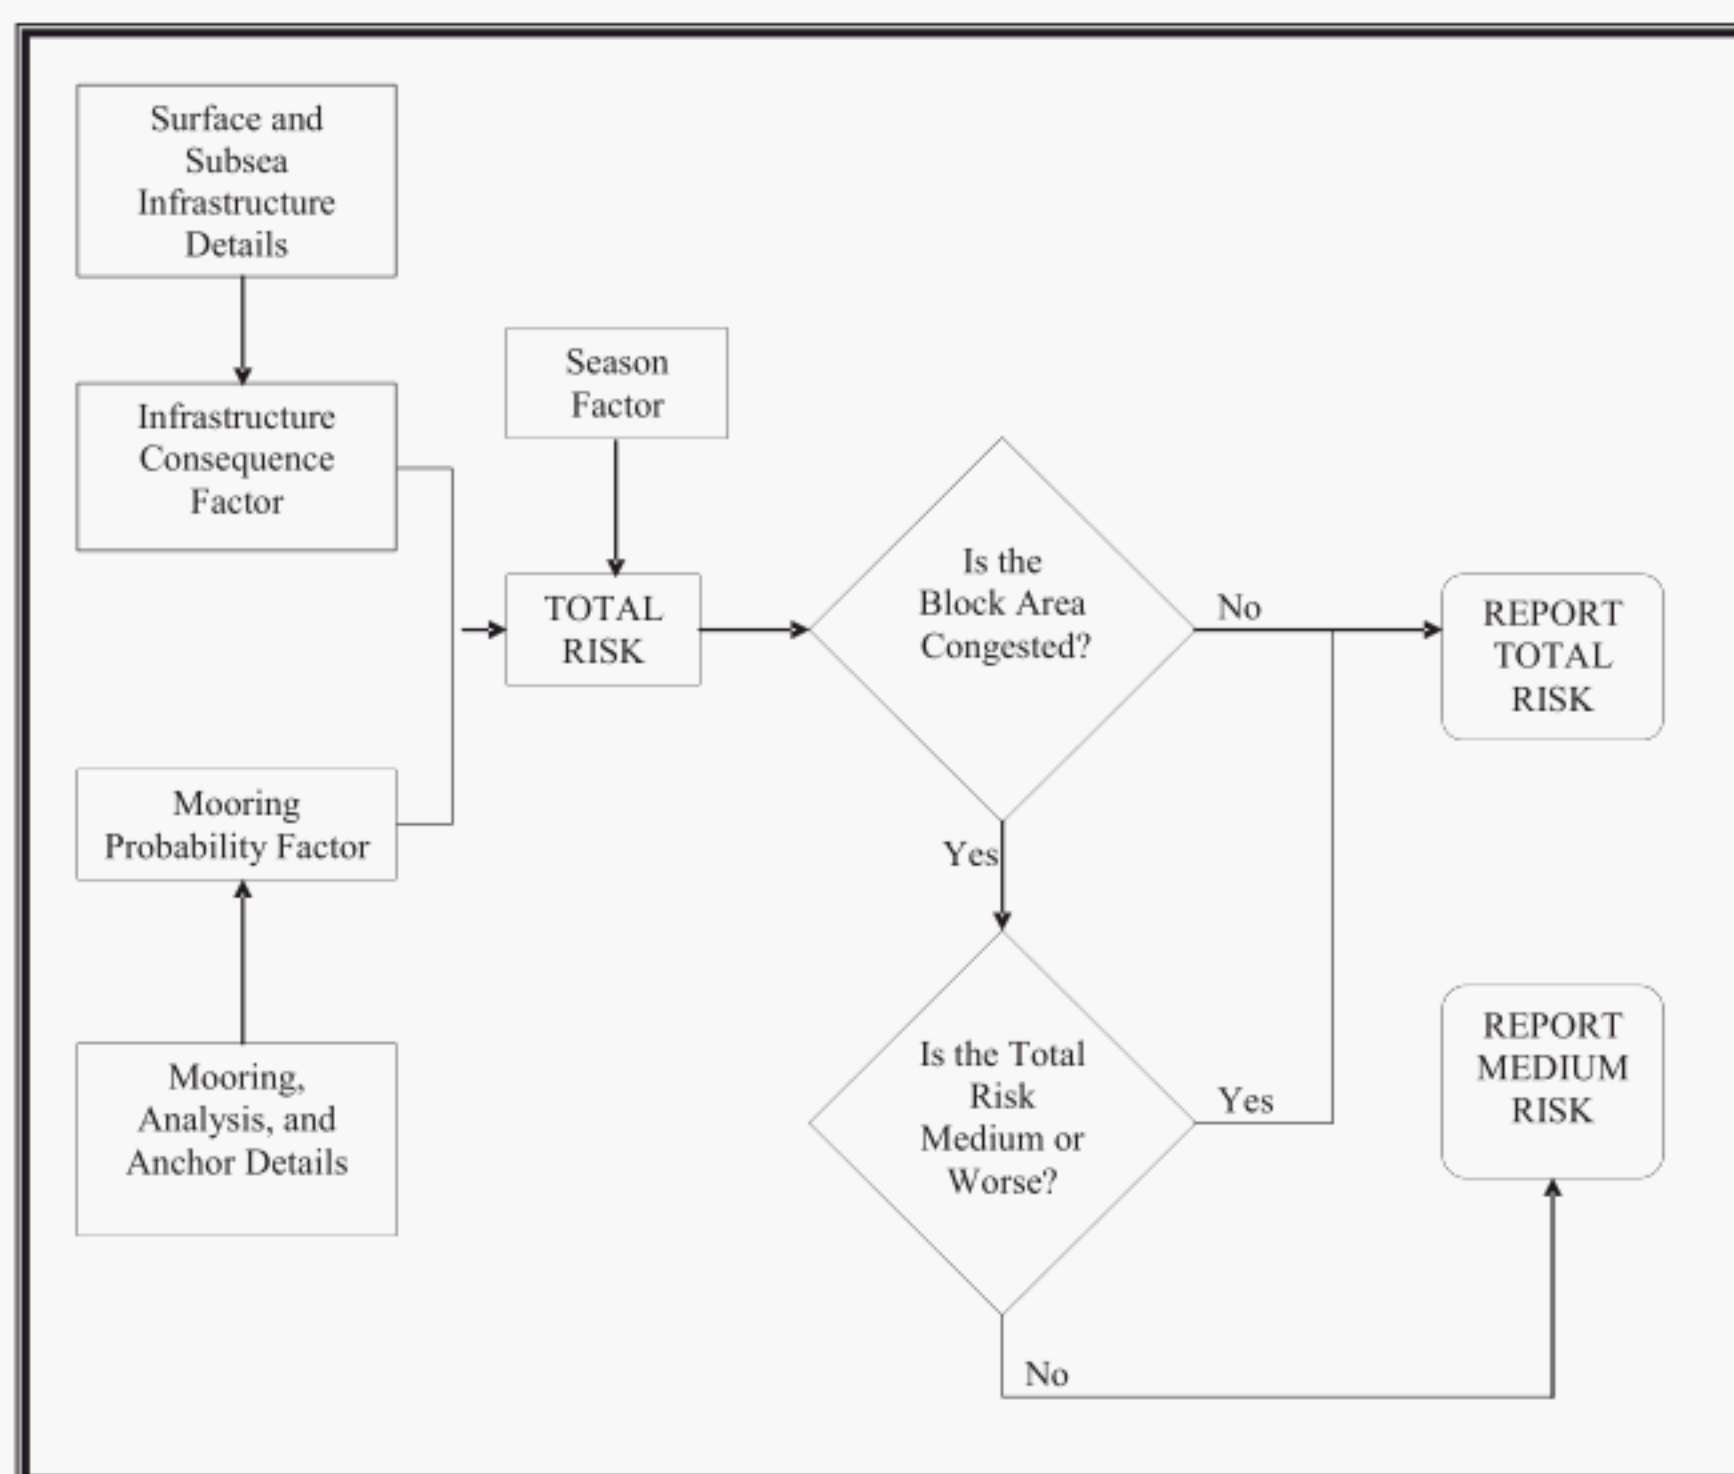 Surface and
Subsea
Infrastructure
Details
Infrastructure
Consequence
Factor
Season
Factor
TOTAL
RISK
Mooring
Probability Factor
Mooring,
Analysis, and
Anchor Details
Is the
Block Area
Congested?
No
Yes
REPORT
TOTAL
RISK
Is the Total
Risk
Medium or
Worse?
Yes
No
REPORT
MEDIUM
RISK